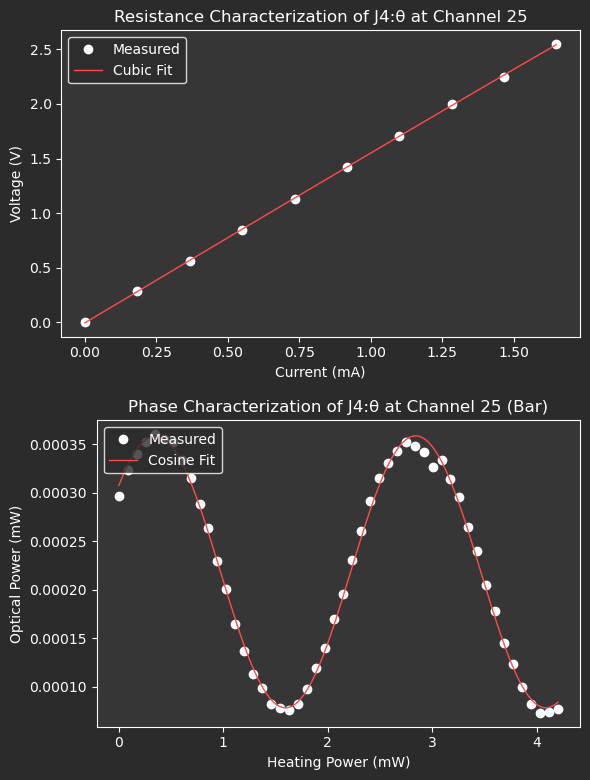 Resistance Characterization of J4:θ at Channel 25
Measured
Cubic Fit
Voltage (V)
2.5
2.0
1.5
1.0
0.5
0.0
0.00 0.25 0.50 0.75 1.00 1.25 1.50
Current (mA)
Phase Characterization of J4:θ at Channel 25 (Bar)
Measured
Cosine Fit
Optical Power (mW)
0.00035
0.00030
0.00025
0.00020
0.00015
0.00010
0 1 2 3 4
Heating Power (mW)